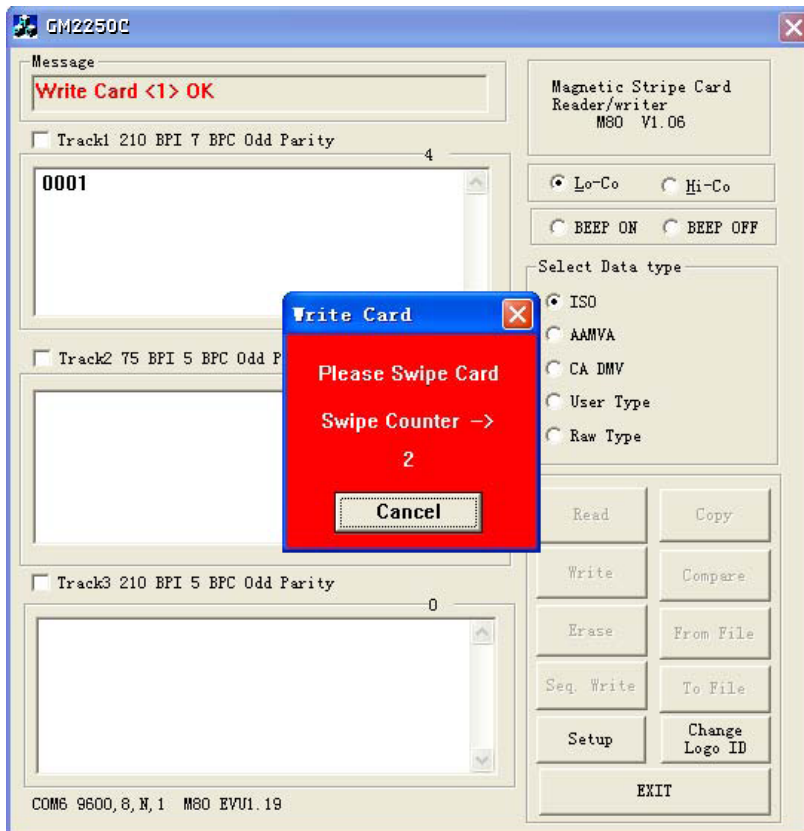 GM2250C
Message
Write Card <1> OK
Track1 210 BPI 7 BPC Odd Parity
4
0001
Track2 75 BPI 5 BPC Odd P
Track3 210 BPI 5 BPC Odd Parity
0
COM6 9600,8,N,1 M80 EVU1.19
Write Card
Please Swipe Card
Swipe Counter ->
2
Cancel
Magnetic Stripe Card
Reader/writer
M80 V1.06
Lo-Co Hi-Co
BEEP ON BEEP OFF
Select Data type
ISO
AAMVA
CA DMV
User Type
Raw Type
Read Copy
Write Compare
Erase From File
Seq. Write To File
Setup Change
Logo ID
EXIT